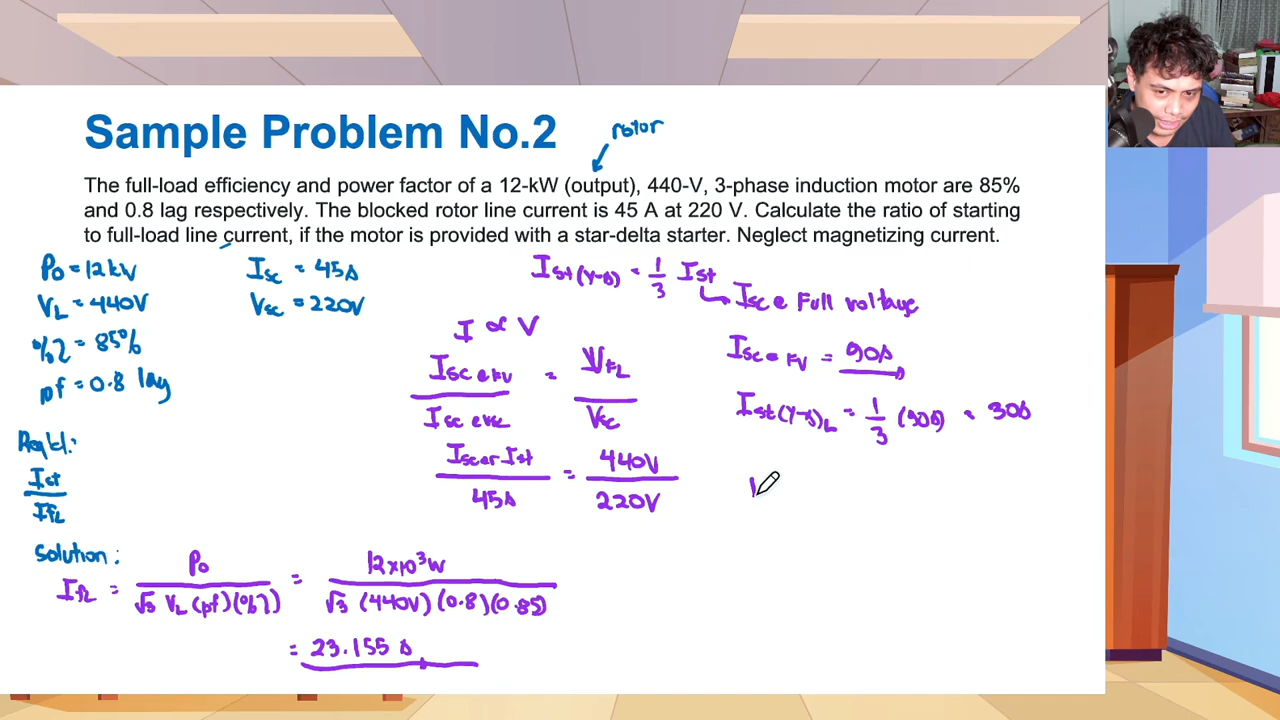 Sample Problem No.2
rotor
The full-load efficiency and power factor of a 12-kW (output), 440-V, 3-phase induction motor are 85%
and 0.8 lag respectively. The blocked rotor line current is 45 A at 220 V. Calculate the ratio of starting
to full-load line current, if the motor is provided with a star-delta starter. Neglect magnetizing current.
Po = 12kW
VL = 440V
%η = 85%
pf = 0.8 lag
Isc = 45A
Vsc = 220V
Req'd:
Ist
IfL
Ist(Y-Δ) = 1/3 Ist
Isc @ Full voltage
I ∝ V
Isc@FV / Isc@Vsc = VFL / Vsc
Isc or Ist / 45A = 440V / 220V
Isc@FV = 90A
Ist(Y-Δ)L = 1/3 (90A) = 30A
Solution:
IfL = Po / √3 VL (pf)(%η) = 12x10³W / √3 (440V)(0.8)(0.85)
= 23.155 A